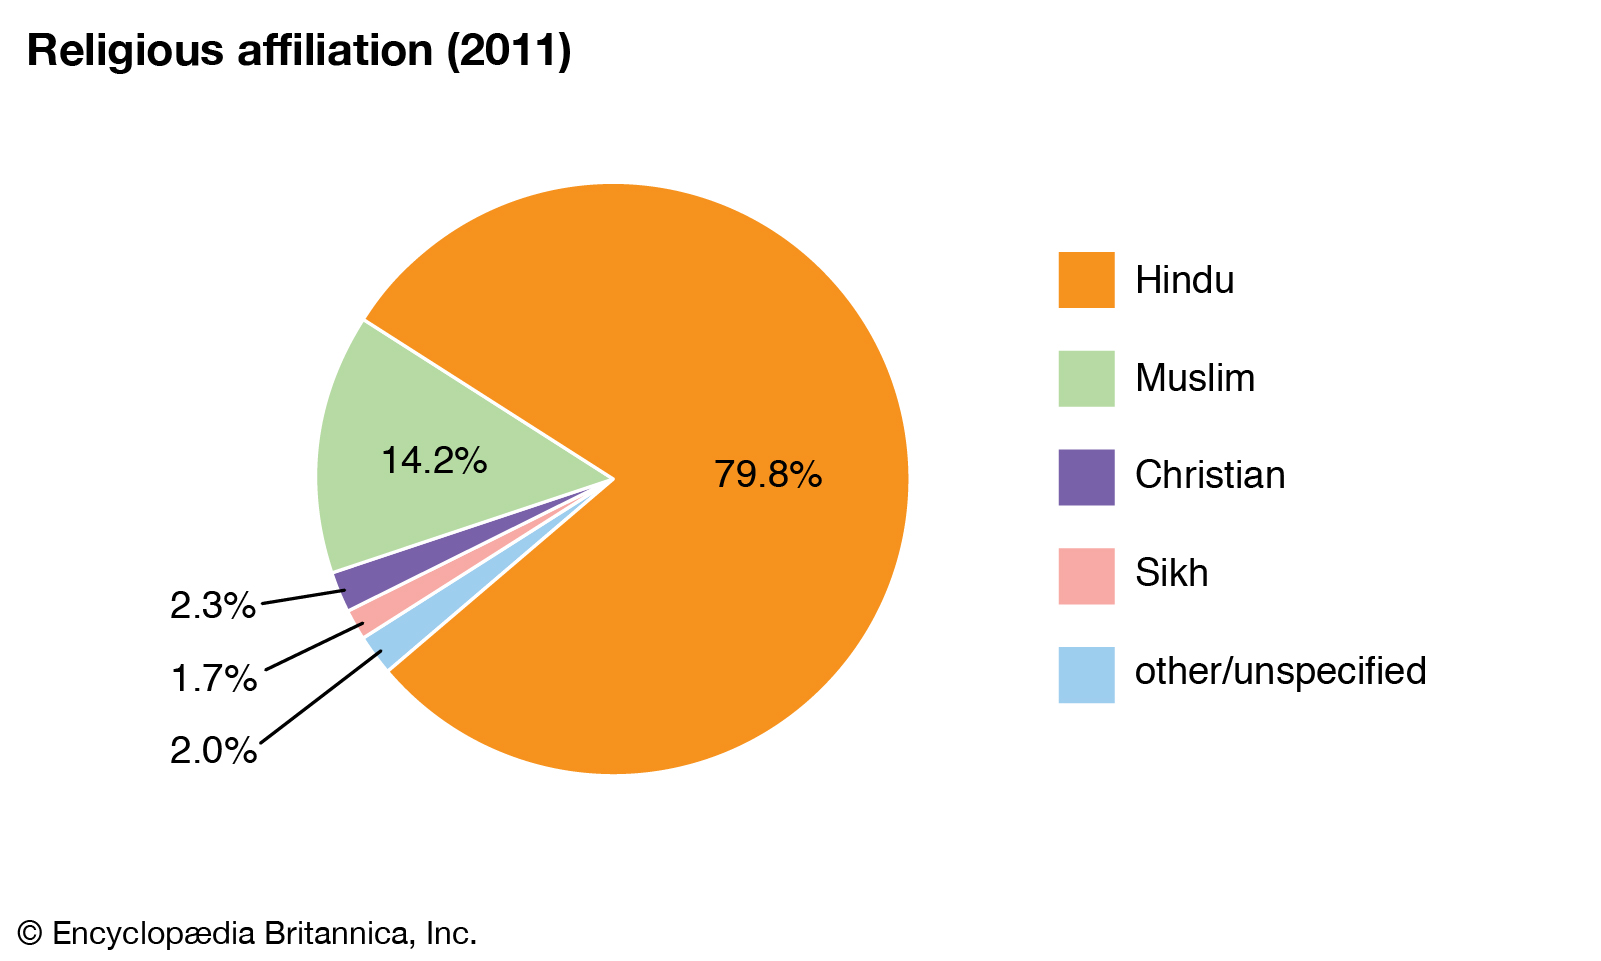 Religious affiliation (2011)
79.8%
14.2%
2.3%
1.7%
2.0%
Hindu
Muslim
Christian
Sikh
other/unspecified
© Encyclopædia Britannica, Inc.